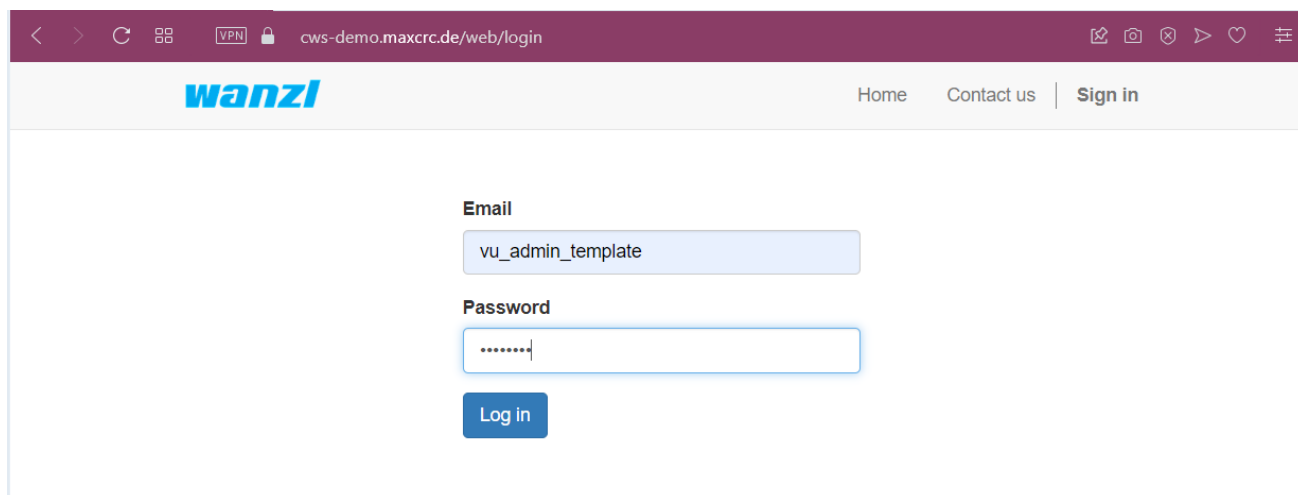 VPN cws-demo.maxcrc.de/web/login
wanzl Home Contact us Sign in
Email
vu_admin_template
Password
••••••••
Log in